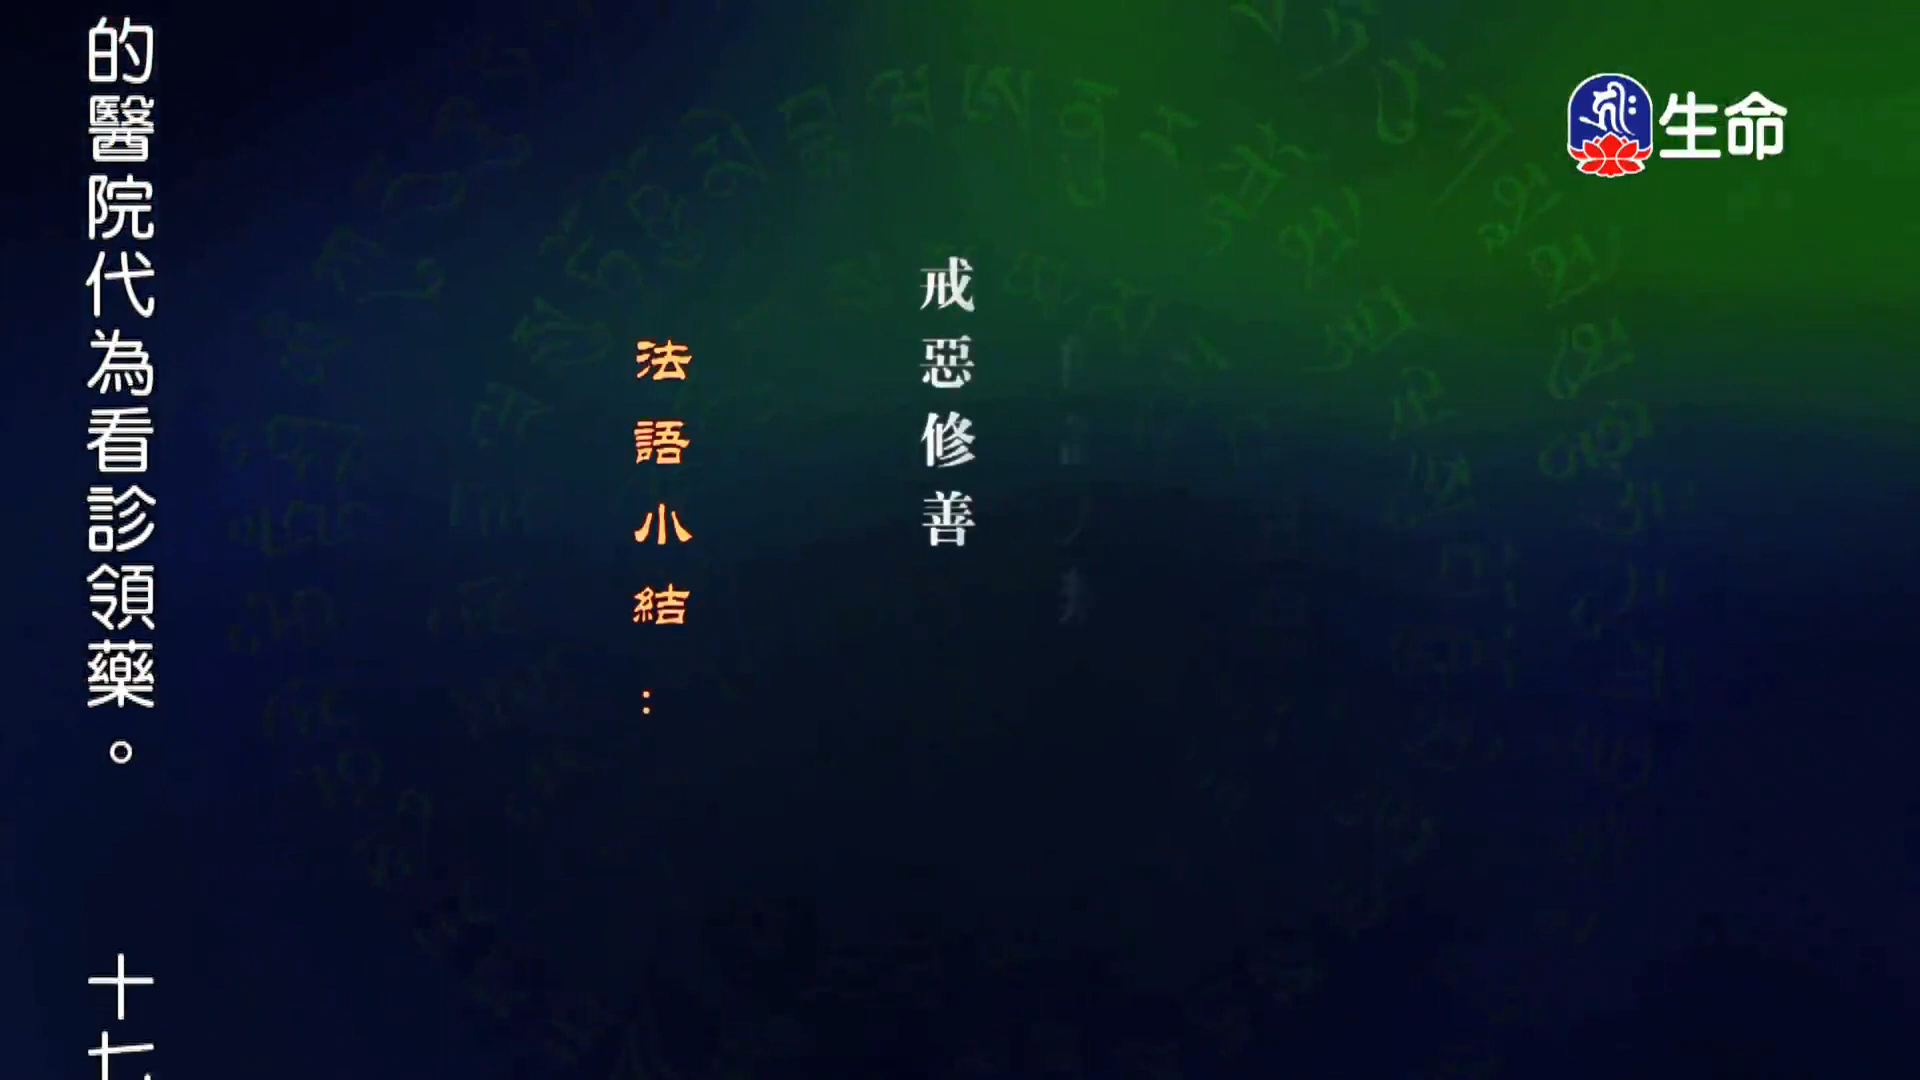 生命
戒惡修善
法語小結：
的醫院代為看診領藥。 十七